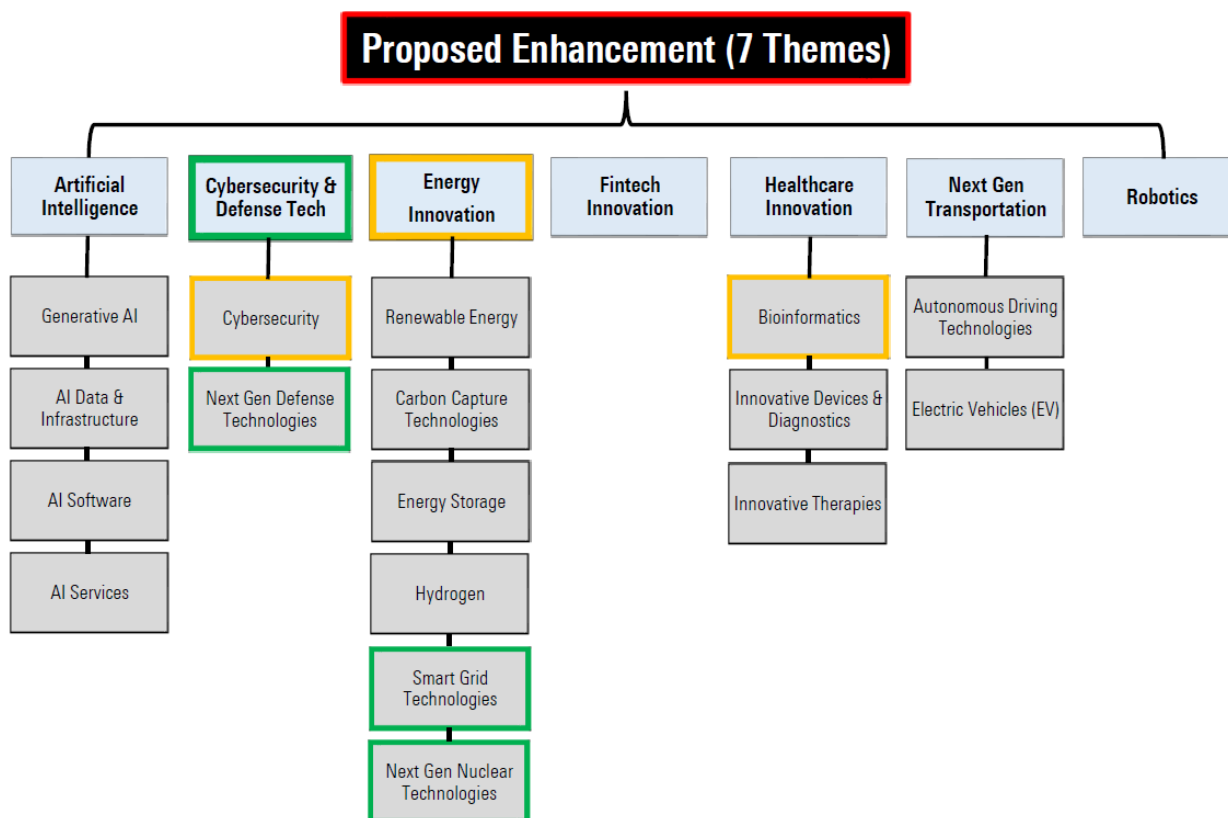 Proposed Enhancement (7 Themes)
Artificial
Intelligence
Cybersecurity &
Defense Tech
Energy
Innovation
Fintech
Innovation
Healthcare
Innovation
Next Gen
Transportation
Robotics
Generative AI
AI Data &
Infrastructure
AI Software
AI Services
Cybersecurity
Next Gen Defense
Technologies
Renewable Energy
Carbon Capture
Technologies
Energy Storage
Hydrogen
Smart Grid
Technologies
Next Gen Nuclear
Technologies
Bioinformatics
Innovative Devices &
Diagnostics
Innovative Therapies
Autonomous Driving
Technologies
Electric Vehicles (EV)